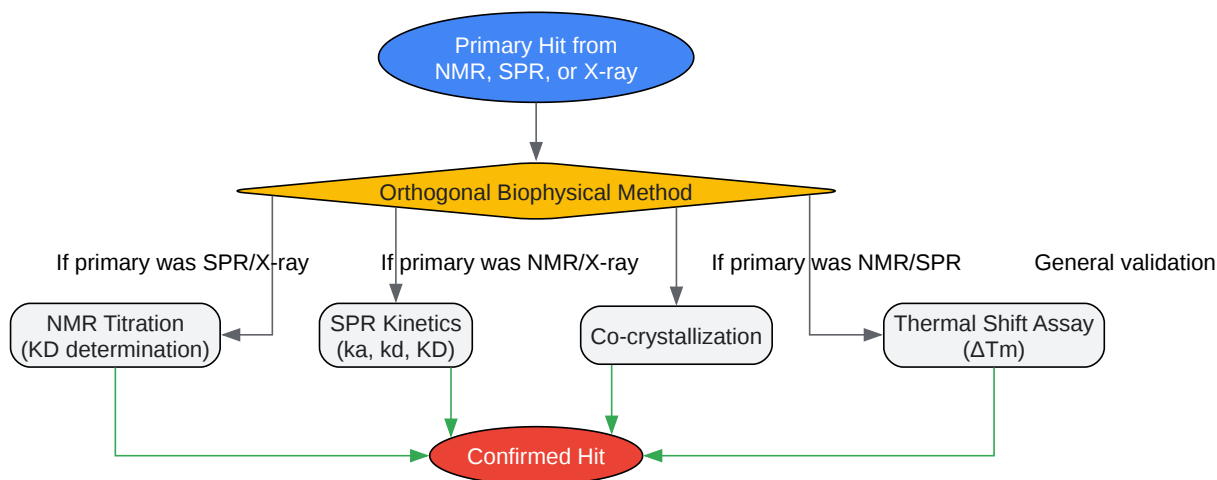 Primary Hit from
NMR, SPR, or X-ray
Orthogonal Biophysical Method
If primary was SPR/X-ray
If primary was NMR/X-ray
If primary was NMR/SPR
General validation
NMR Titration
(KD determination)
SPR Kinetics
(ka, kd, KD)
Co-crystallization
Thermal Shift Assay
(ΔTm)
Confirmed Hit